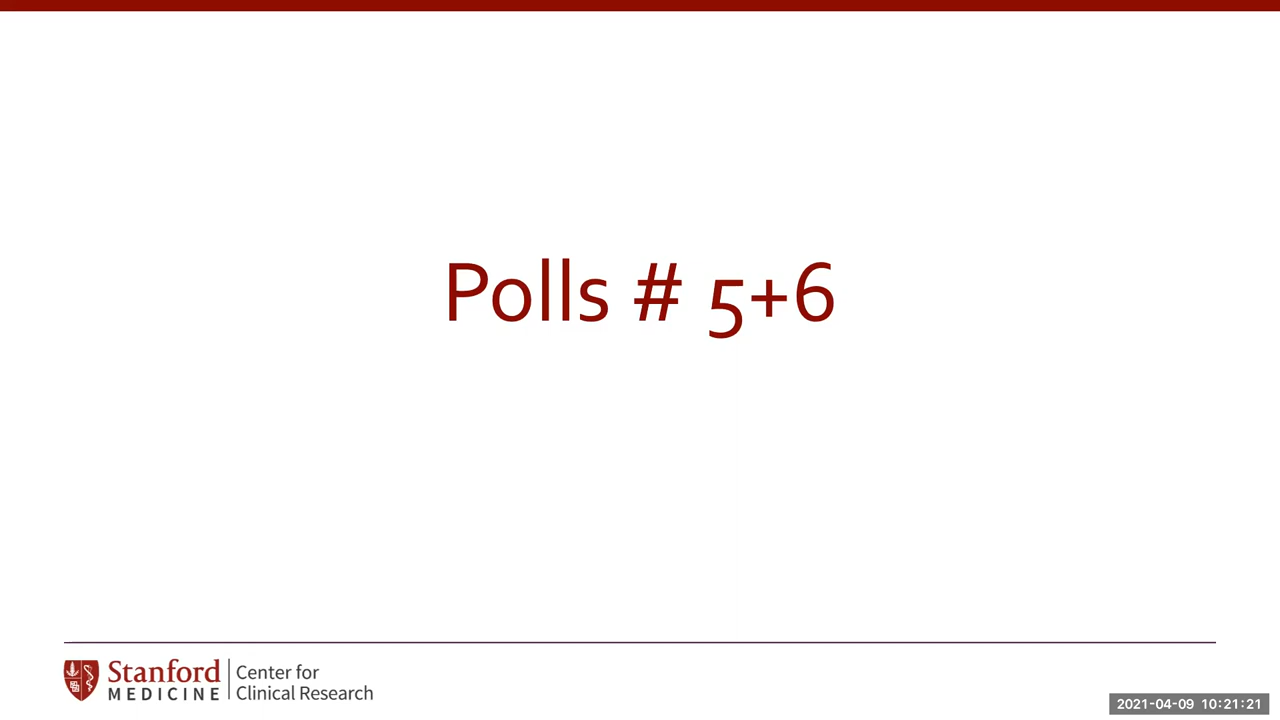 Polls # 5+6
Stanford
MEDICINE
Center for
Clinical Research
2021-04-09 10:21:21